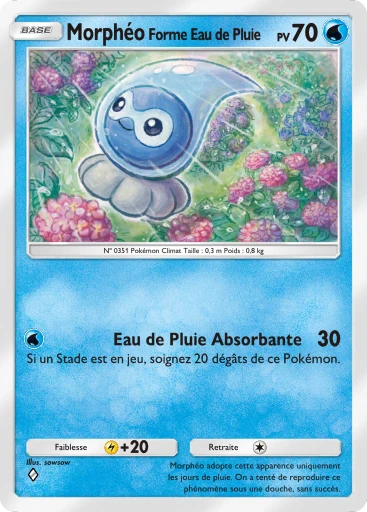 BASE
Morphéo Forme Eau de Pluie PV 70
N° 0351 Pokémon Climat Taille : 0,3 m Poids : 0,8 kg
Eau de Pluie Absorbante 30
Si un Stade est en jeu, soignez 20 dégâts de ce Pokémon.
Faiblesse +20 Retraite
Illus. sowsow
Morphéo adopte cette apparence uniquement
les jours de pluie. On a tenté de reproduire ce
phénomène sous une douche, sans succès.